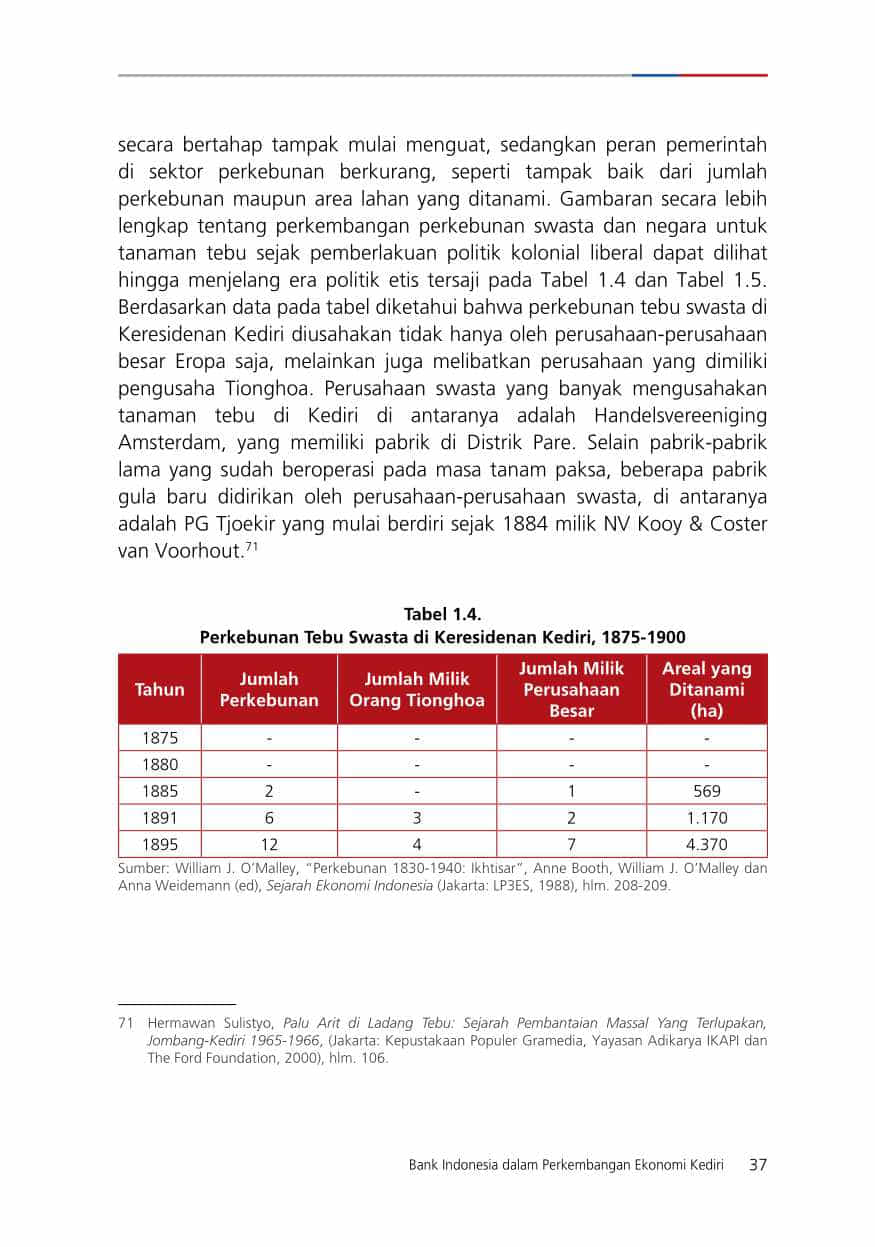 secara bertahap tampak mulai menguat, sedangkan peran pemerintah
di sektor perkebunan berkurang, seperti tampak baik dari jumlah
perkebunan maupun area lahan yang ditanami. Gambaran secara lebih
lengkap tentang perkembangan perkebunan swasta dan negara untuk
tanaman tebu sejak pemberlakuan politik kolonial liberal dapat dilihat
hingga menjelang era politik etis tersaji pada Tabel 1.4 dan Tabel 1.5.
Berdasarkan data pada tabel diketahui bahwa perkebunan tebu swasta di
Keresidenan Kediri diusahakan tidak hanya oleh perusahaan-perusahaan
besar Eropa saja, melainkan juga melibatkan perusahaan yang dimiliki
pengusaha Tionghoa. Perusahaan swasta yang banyak mengusahakan
tanaman tebu di Kediri di antaranya adalah Handelsvereeniging
Amsterdam, yang memiliki pabrik di Distrik Pare. Selain pabrik-pabrik
lama yang sudah beroperasi pada masa tanam paksa, beberapa pabrik
gula baru didirikan oleh perusahaan-perusahaan swasta, di antaranya
adalah PG Tjoekir yang mulai berdiri sejak 1884 milik NV Kooy & Coster
van Voorhout.71
Tabel 1.4.
Perkebunan Tebu Swasta di Keresidenan Kediri, 1875-1900
Tahun Jumlah Perkebunan Jumlah Milik Orang Tionghoa Jumlah Milik Perusahaan Besar Areal yang Ditanami (ha)
1875 - - - -
1880 - - - -
1885 2 - 1 569
1891 6 3 2 1.170
1895 12 4 7 4.370
Sumber: William J. O’Malley, “Perkebunan 1830-1940: Ikhtisar”, Anne Booth, William J. O’Malley dan
Anna Weidemann (ed), Sejarah Ekonomi Indonesia (Jakarta: LP3ES, 1988), hlm. 208-209.
71 Hermawan Sulistyo, Palu Arit di Ladang Tebu: Sejarah Pembantaian Massal Yang Terlupakan,
Jombang-Kediri 1965-1966, (Jakarta: Kepustakaan Populer Gramedia, Yayasan Adikarya IKAPI dan
The Ford Foundation, 2000), hlm. 106.
Bank Indonesia dalam Perkembangan Ekonomi Kediri 37